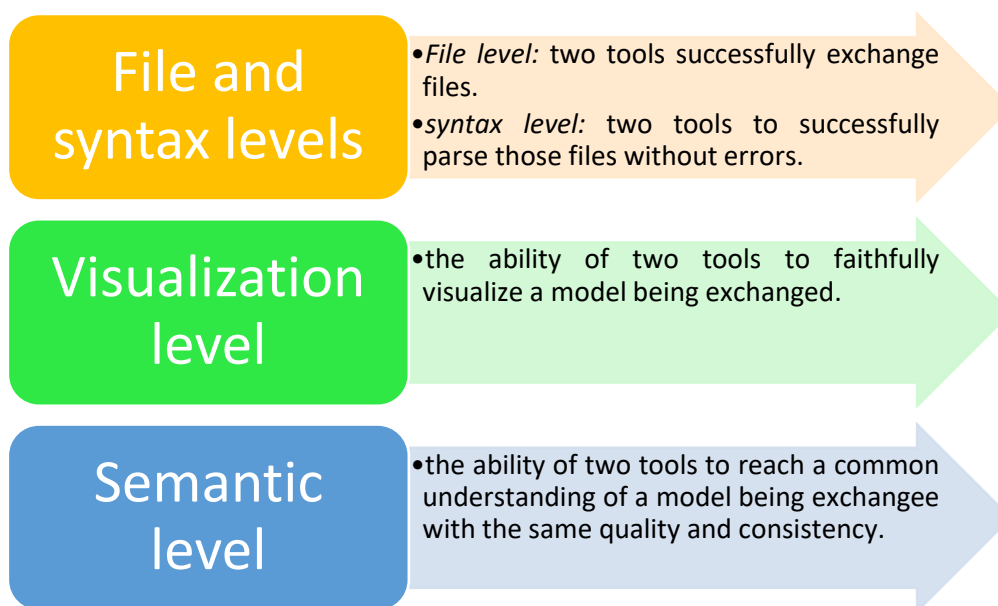 File and
syntax levels
•File level: two tools successfully exchange
files.
•syntax level: two tools to successfully
parse those files without errors.
Visualization
level
•the ability of two tools to faithfully
visualize a model being exchanged.
Semantic
level
•the ability of two tools to reach a common
understanding of a model being exchangee
with the same quality and consistency.